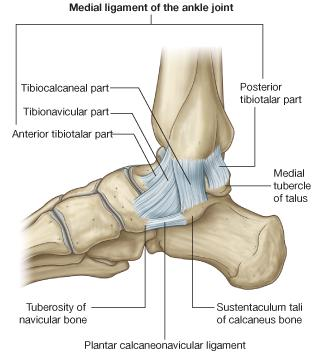 Medial ligament of the ankle joint
Tibiocalcaneal part
Tibionavicular part
Anterior tibiotalar part
Posterior
tibiotalar part
Medial
tubercle
of talus
Tuberosity of
navicular bone
Sustentaculum tali
of calcaneus bone
Plantar calcaneonavicular ligament